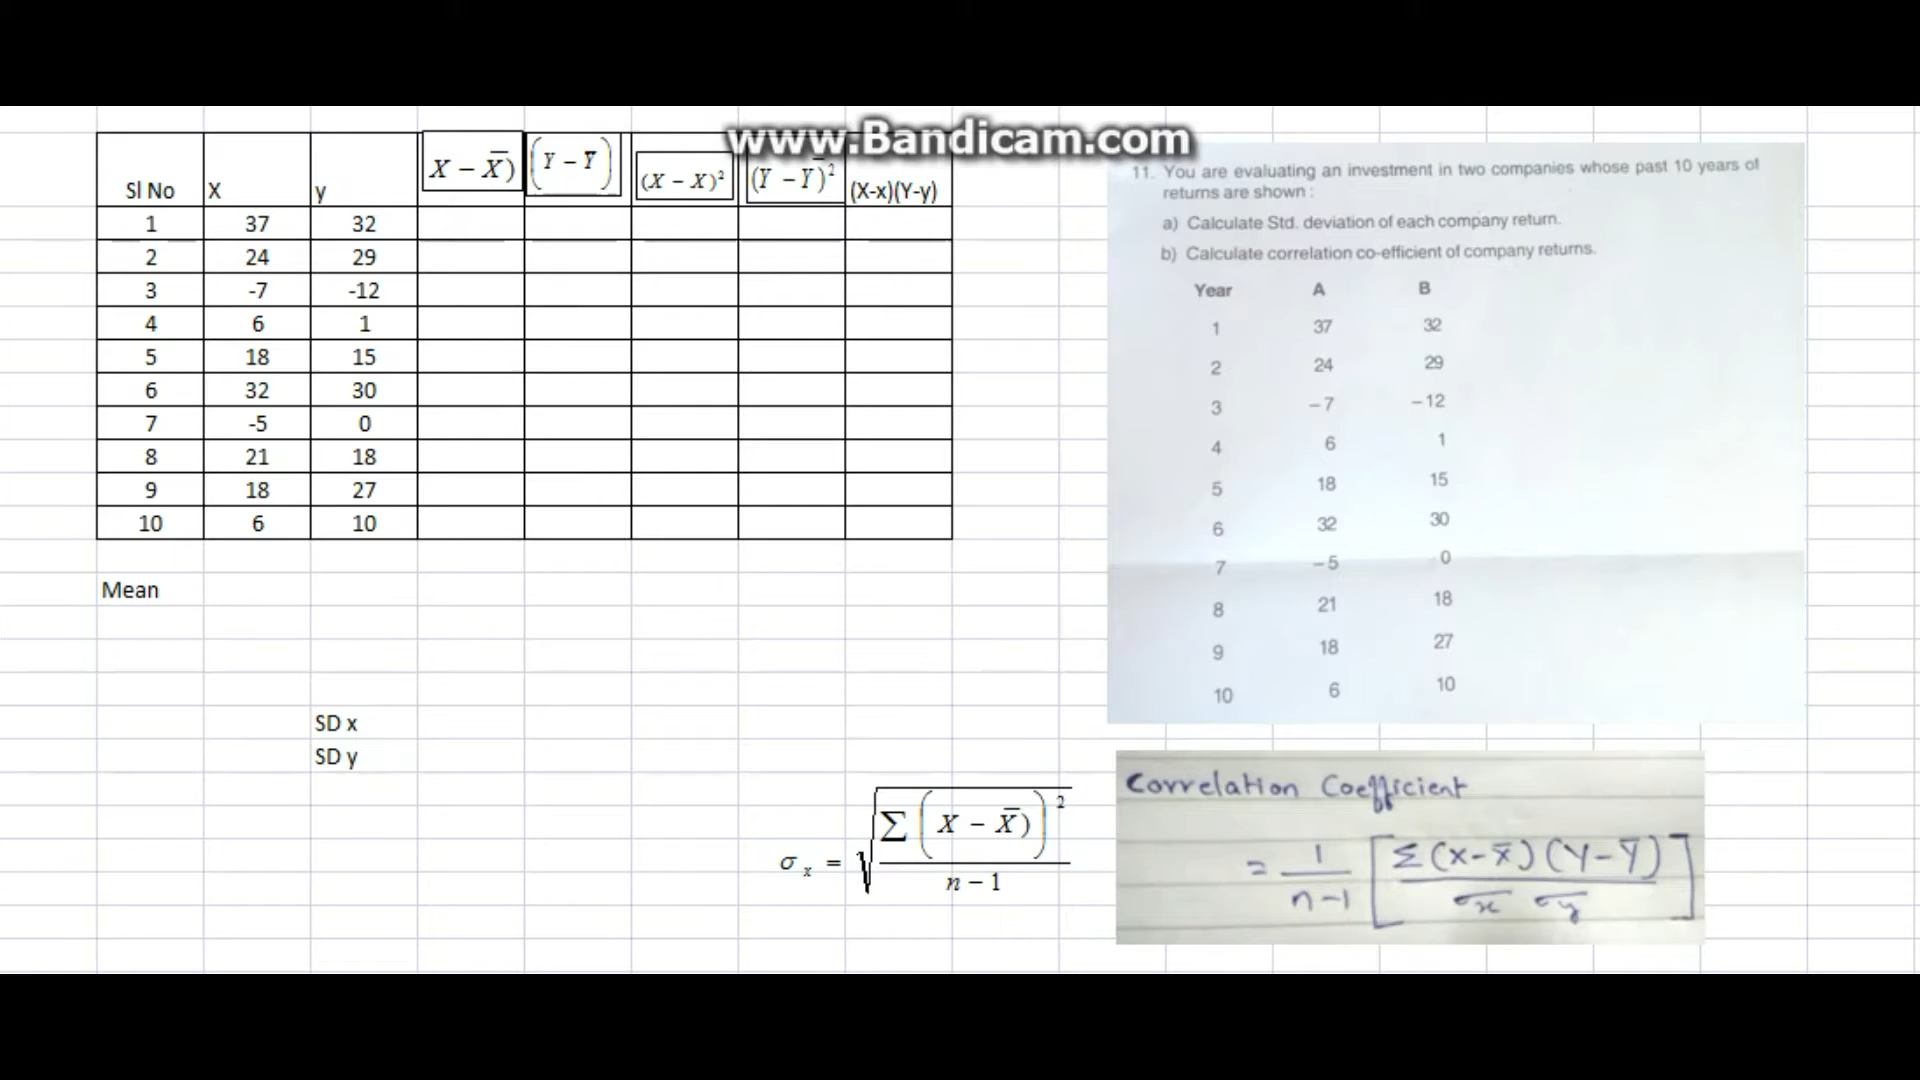 www.Bandicam.com
Sl No X y X – X̄) (Y – Ȳ) (X – X)² (Y – Ȳ)² (X-x)(Y-y)
1 37 32
2 24 29
3 -7 -12
4 6 1
5 18 15
6 32 30
7 -5 0
8 21 18
9 18 27
10 6 10
Mean
SD x
SD y
σx = √(∑(X – X̄))² / n – 1
11. You are evaluating an investment in two companies whose past 10 years of
returns are shown :
a) Calculate Std. deviation of each company return.
b) Calculate correlation co-efficient of company returns.
Year A B
1 37 32
2 24 29
3 – 7 – 12
4 6 1
5 18 15
6 32 30
7 – 5 0
8 21 18
9 18 27
10 6 10
Correlation Coefficient
= 1/n-1 [Σ(X-x̄)(Y-Ȳ) / σx σy]